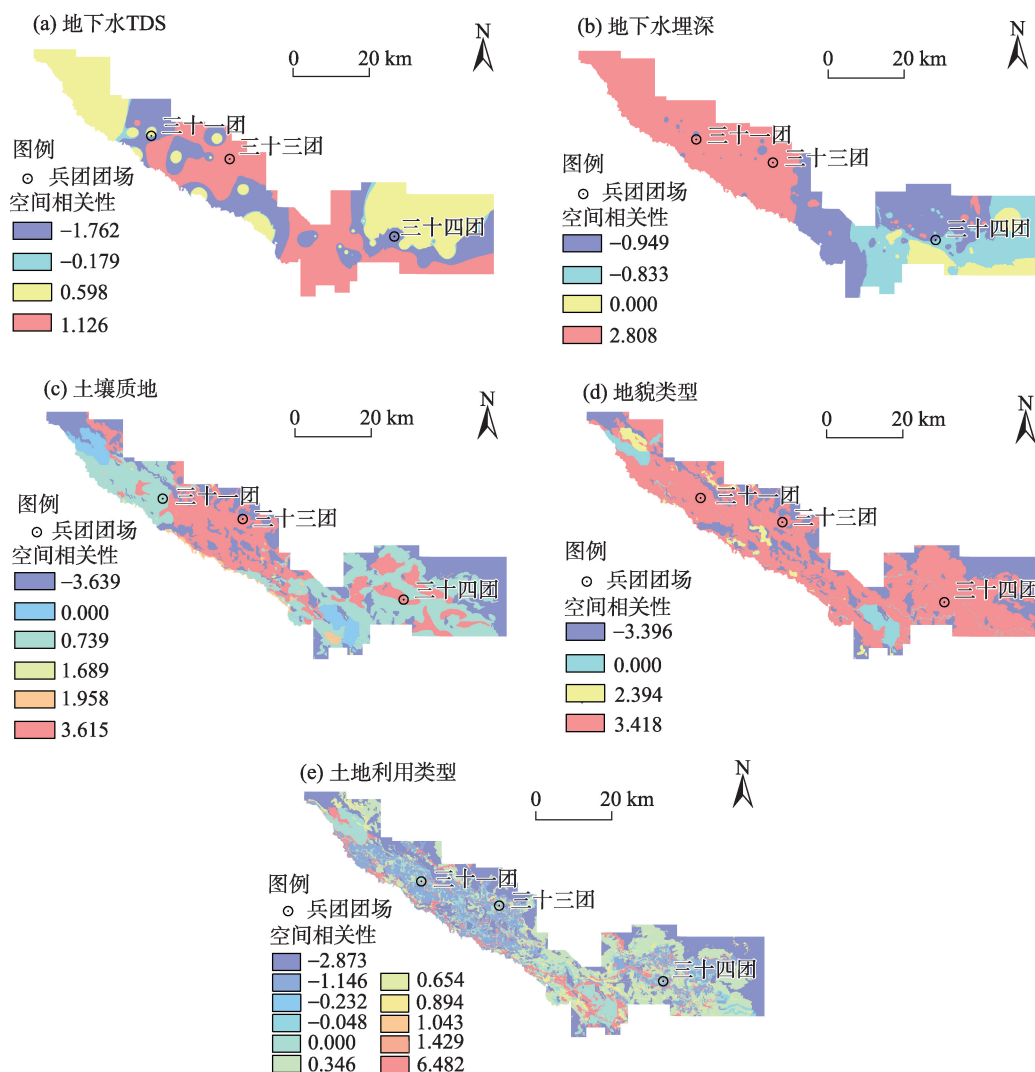 (a) 地下水TDS
N
0 20 km
三十一团
三十三团
三十四团
图例
兵团团场
空间相关性
−1.762
−0.179
0.598
1.126
(b) 地下水埋深
N
0 20 km
三十一团
三十三团
三十四团
图例
兵团团场
空间相关性
−0.949
−0.833
0.000
2.808
(c) 土壤质地
N
0 20 km
三十一团
三十三团
三十四团
图例
兵团团场
空间相关性
−3.639
0.000
0.739
1.689
1.958
3.615
(d) 地貌类型
N
0 20 km
三十一团
三十三团
三十四团
图例
兵团团场
空间相关性
−3.396
0.000
2.394
3.418
(e) 土地利用类型
N
0 20 km
三十一团
三十三团
三十四团
图例
兵团团场
空间相关性
−2.873
−1.146 0.654
−0.232 0.894
−0.048 1.043
0.000 1.429
0.346 6.482